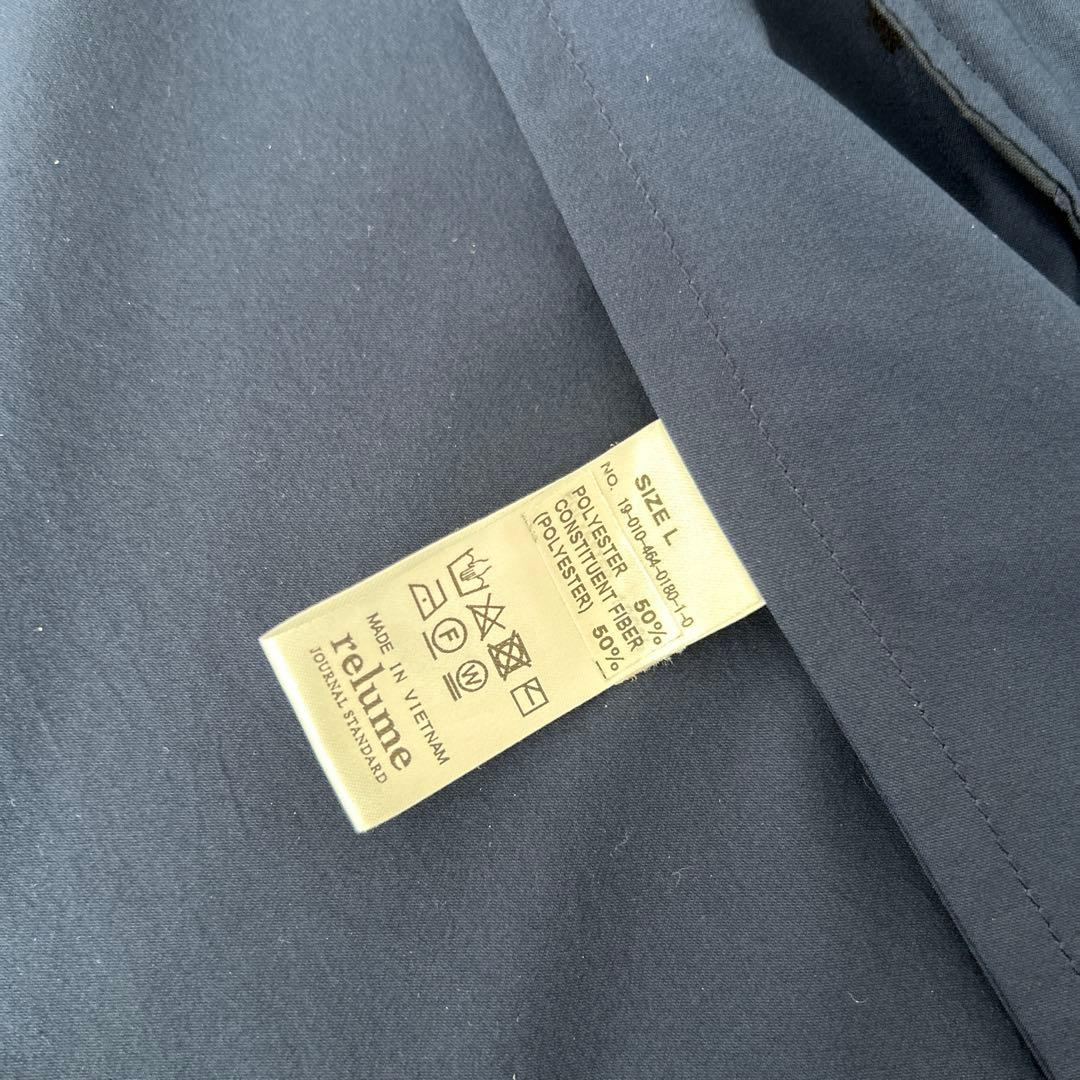 SIZE L
NO. 19-010-464-0180-1-0
POLYESTER 50%
CONSTITUENT FIBER
(POLYESTER) 50%
F
W
MADE IN VIETNAM
relume
JOURNAL STANDARD